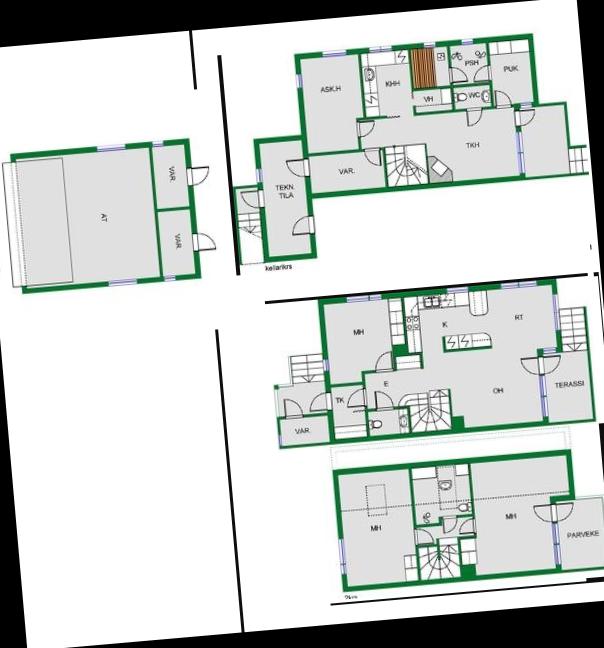 ASK.H
KHH
PSH
PUK.
VH
WC
TKH
VAR.
TEKN.
TILA
VAR.
AT
VAR.
kellarikrs
MH
K
RT
E
TK
OH
TERASSI
VAR.
MH
MH
PARVEKE